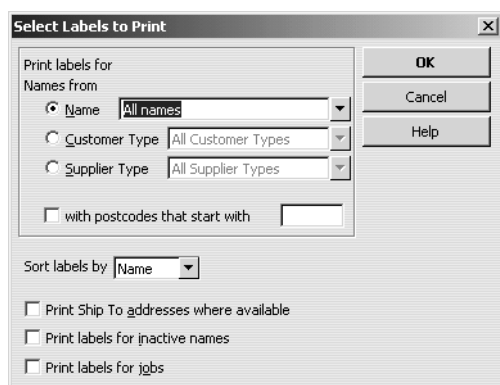 Select Labels to Print
Print labels for
Names from
Name All names
Customer Type All Customer Types
Supplier Type All Supplier Types
with postcodes that start with
Sort labels by Name
Print Ship To addresses where available
Print labels for inactive names
Print labels for jobs
OK
Cancel
Help